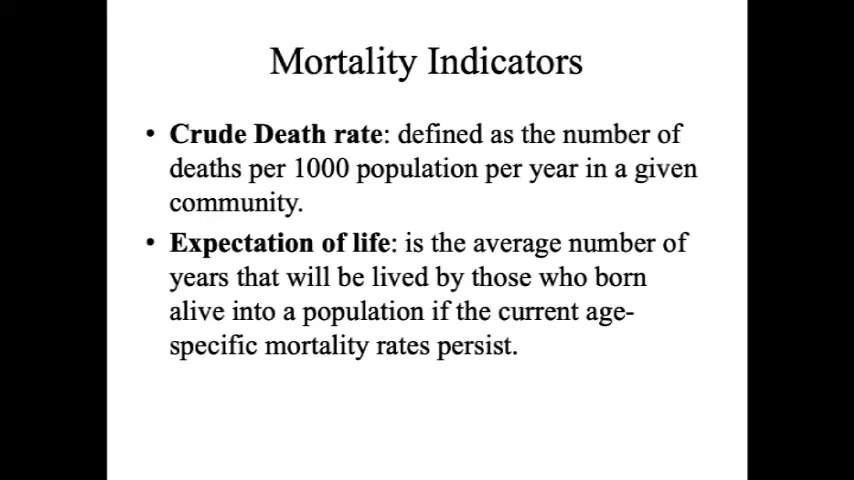 Mortality Indicators
• Crude Death rate: defined as the number of
deaths per 1000 population per year in a given
community.
• Expectation of life: is the average number of
years that will be lived by those who born
alive into a population if the current age-
specific mortality rates persist.